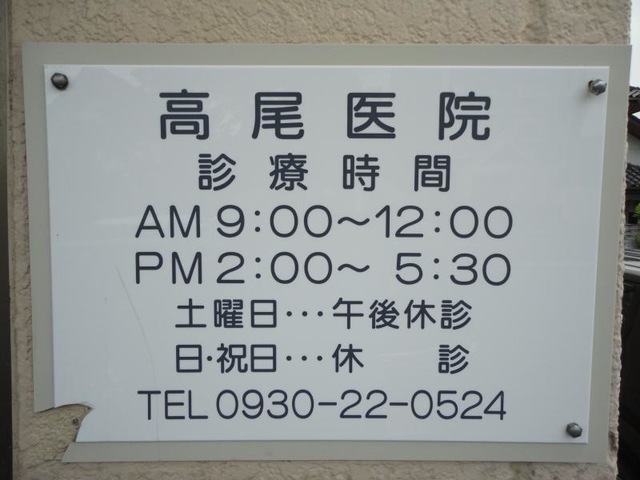 高尾医院
診療時間
AM 9:00〜12:00
PM 2:00〜 5:30
土曜日･･･午後休診
日・祝日･･･休　診
TEL 0930-22-0524